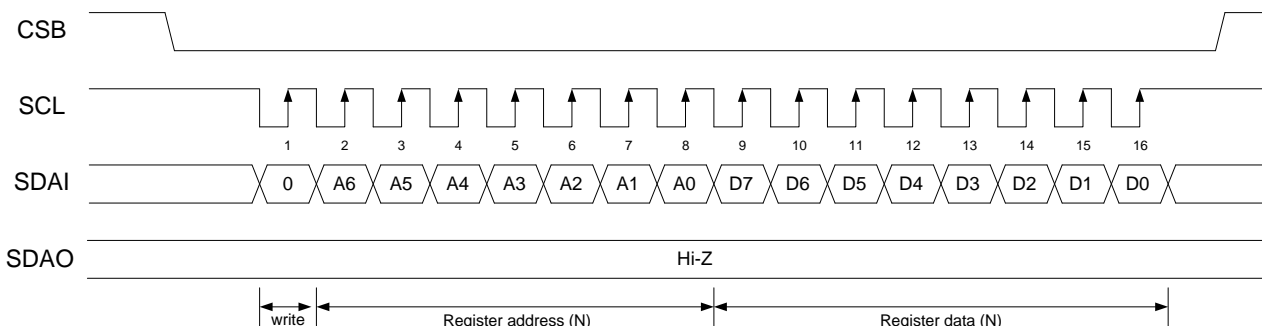 CSB
SCL
1 2 3 4 5 6 7 8 9 10 11 12 13 14 15 16
SDAI 0 A6 A5 A4 A3 A2 A1 A0 D7 D6 D5 D4 D3 D2 D1 D0
SDAO Hi-Z
write Register address (N) Register data (N)